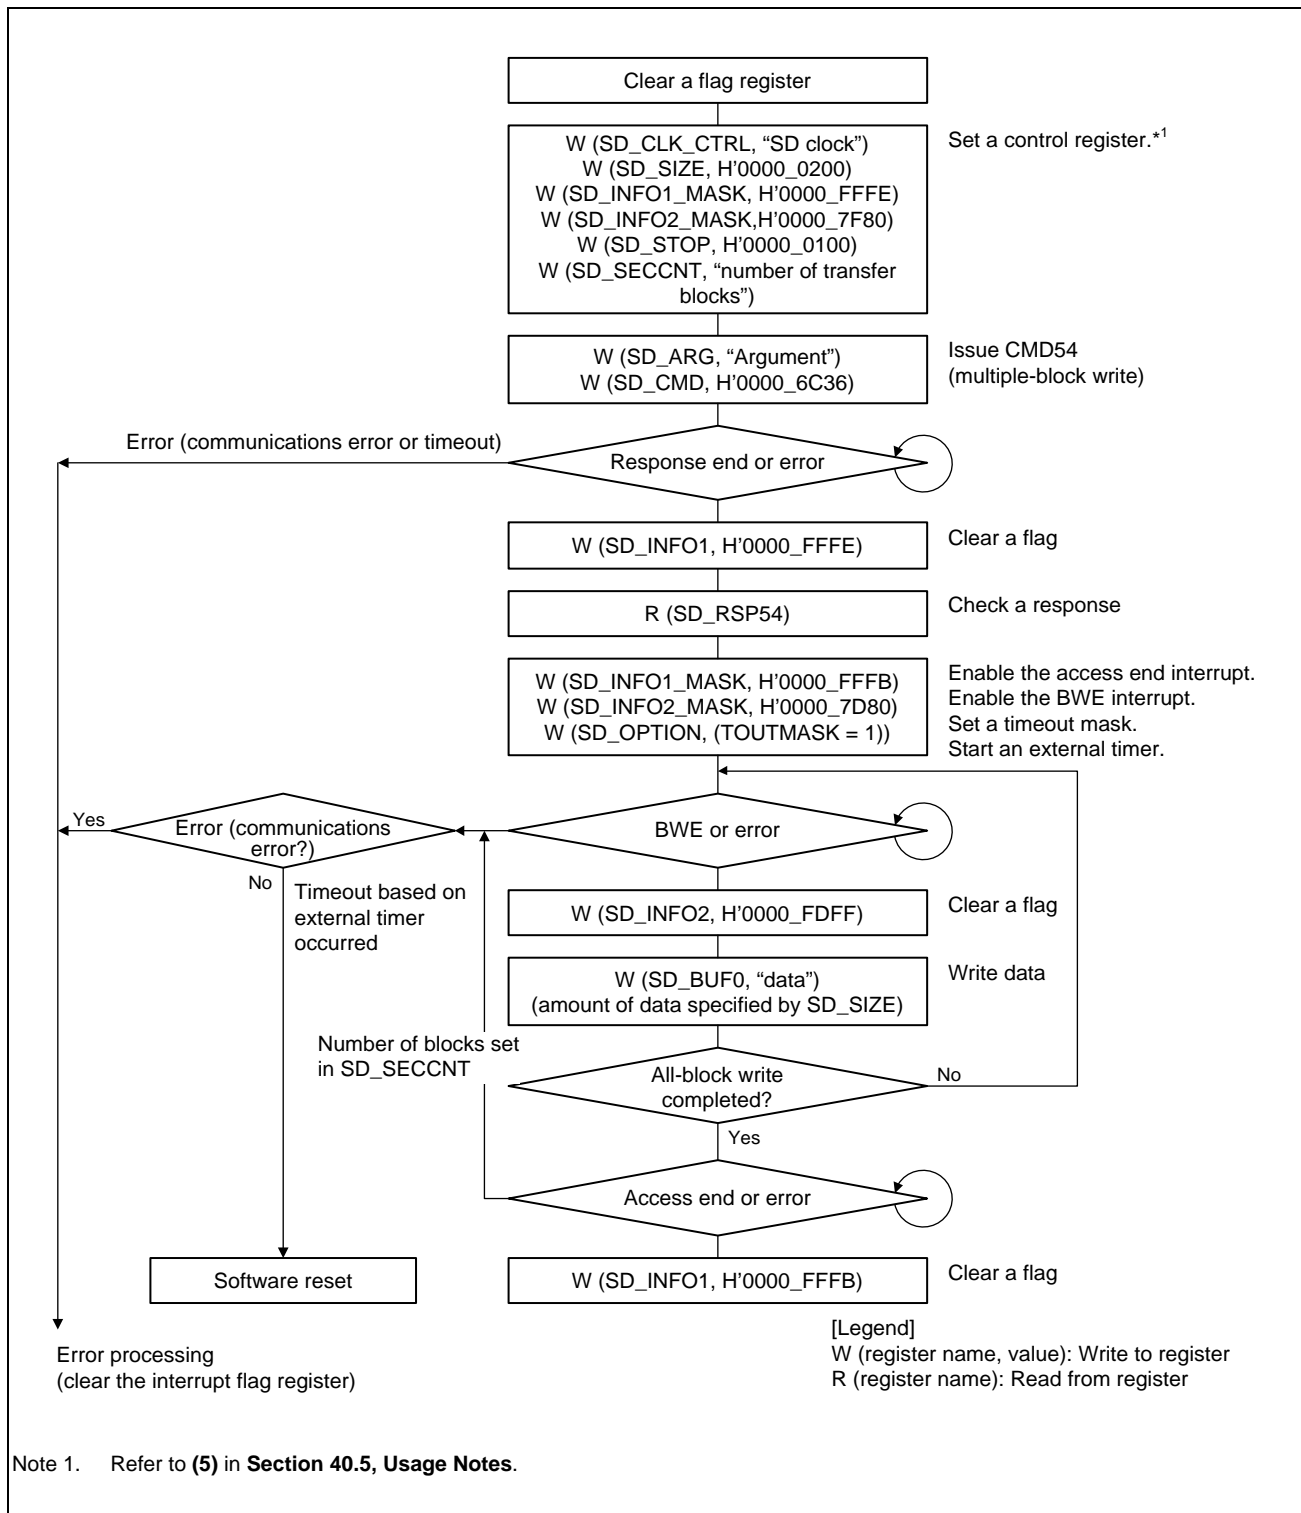 Clear a flag register
W (SD_CLK_CTRL, “SD clock”)
W (SD_SIZE, H'0000_0200)
W (SD_INFO1_MASK, H'0000_FFFE)
W (SD_INFO2_MASK,H'0000_7F80)
W (SD_STOP, H'0000_0100)
W (SD_SECCNT, “number of transfer
blocks”)
Set a control register.*1
W (SD_ARG, “Argument”)
W (SD_CMD, H'0000_6C36)
Issue CMD54
(multiple-block write)
Error (communications error or timeout)
Response end or error
W (SD_INFO1, H'0000_FFFE)
Clear a flag
R (SD_RSP54)
Check a response
W (SD_INFO1_MASK, H'0000_FFFB)
W (SD_INFO2_MASK, H'0000_7D80)
W (SD_OPTION, (TOUTMASK = 1))
Enable the access end interrupt.
Enable the BWE interrupt.
Set a timeout mask.
Start an external timer.
Yes
Error (communications
error?)
BWE or error
No
Timeout based on
external timer
occurred
W (SD_INFO2, H'0000_FDFF)
Clear a flag
W (SD_BUF0, “data”)
(amount of data specified by SD_SIZE)
Write data
Number of blocks set
in SD_SECCNT
All-block write
completed?
No
Yes
Access end or error
Software reset
W (SD_INFO1, H'0000_FFFB)
Clear a flag
Error processing
(clear the interrupt flag register)
[Legend]
W (register name, value): Write to register
R (register name): Read from register
Note 1. Refer to (5) in Section 40.5, Usage Notes.